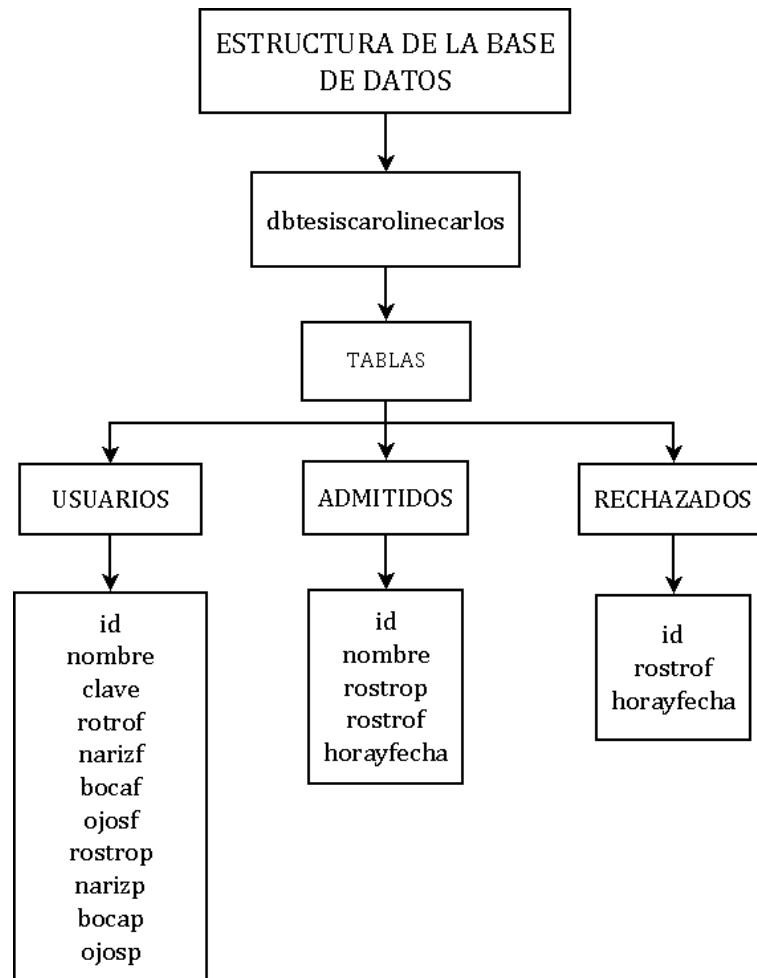 ESTRUCTURA DE LA BASE
DE DATOS
dbtesiscarolinecarlos
TABLAS
USUARIOS
ADMITIDOS
RECHAZADOS
id
nombre
clave
rotrof
narizf
bocaf
ojosf
rostrop
narizp
bocap
ojosp
id
nombre
rostrop
rostrof
horayfecha
id
rostrof
horayfecha